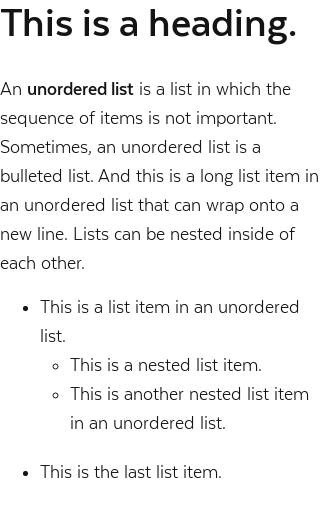 This is a heading.
An unordered list is a list in which the
sequence of items is not important.
Sometimes, an unordered list is a
bulleted list. And this is a long list item in
an unordered list that can wrap onto a
new line. Lists can be nested inside of
each other.
• This is a list item in an unordered
list.
◦ This is a nested list item.
◦ This is another nested list item
in an unordered list.
• This is the last list item.